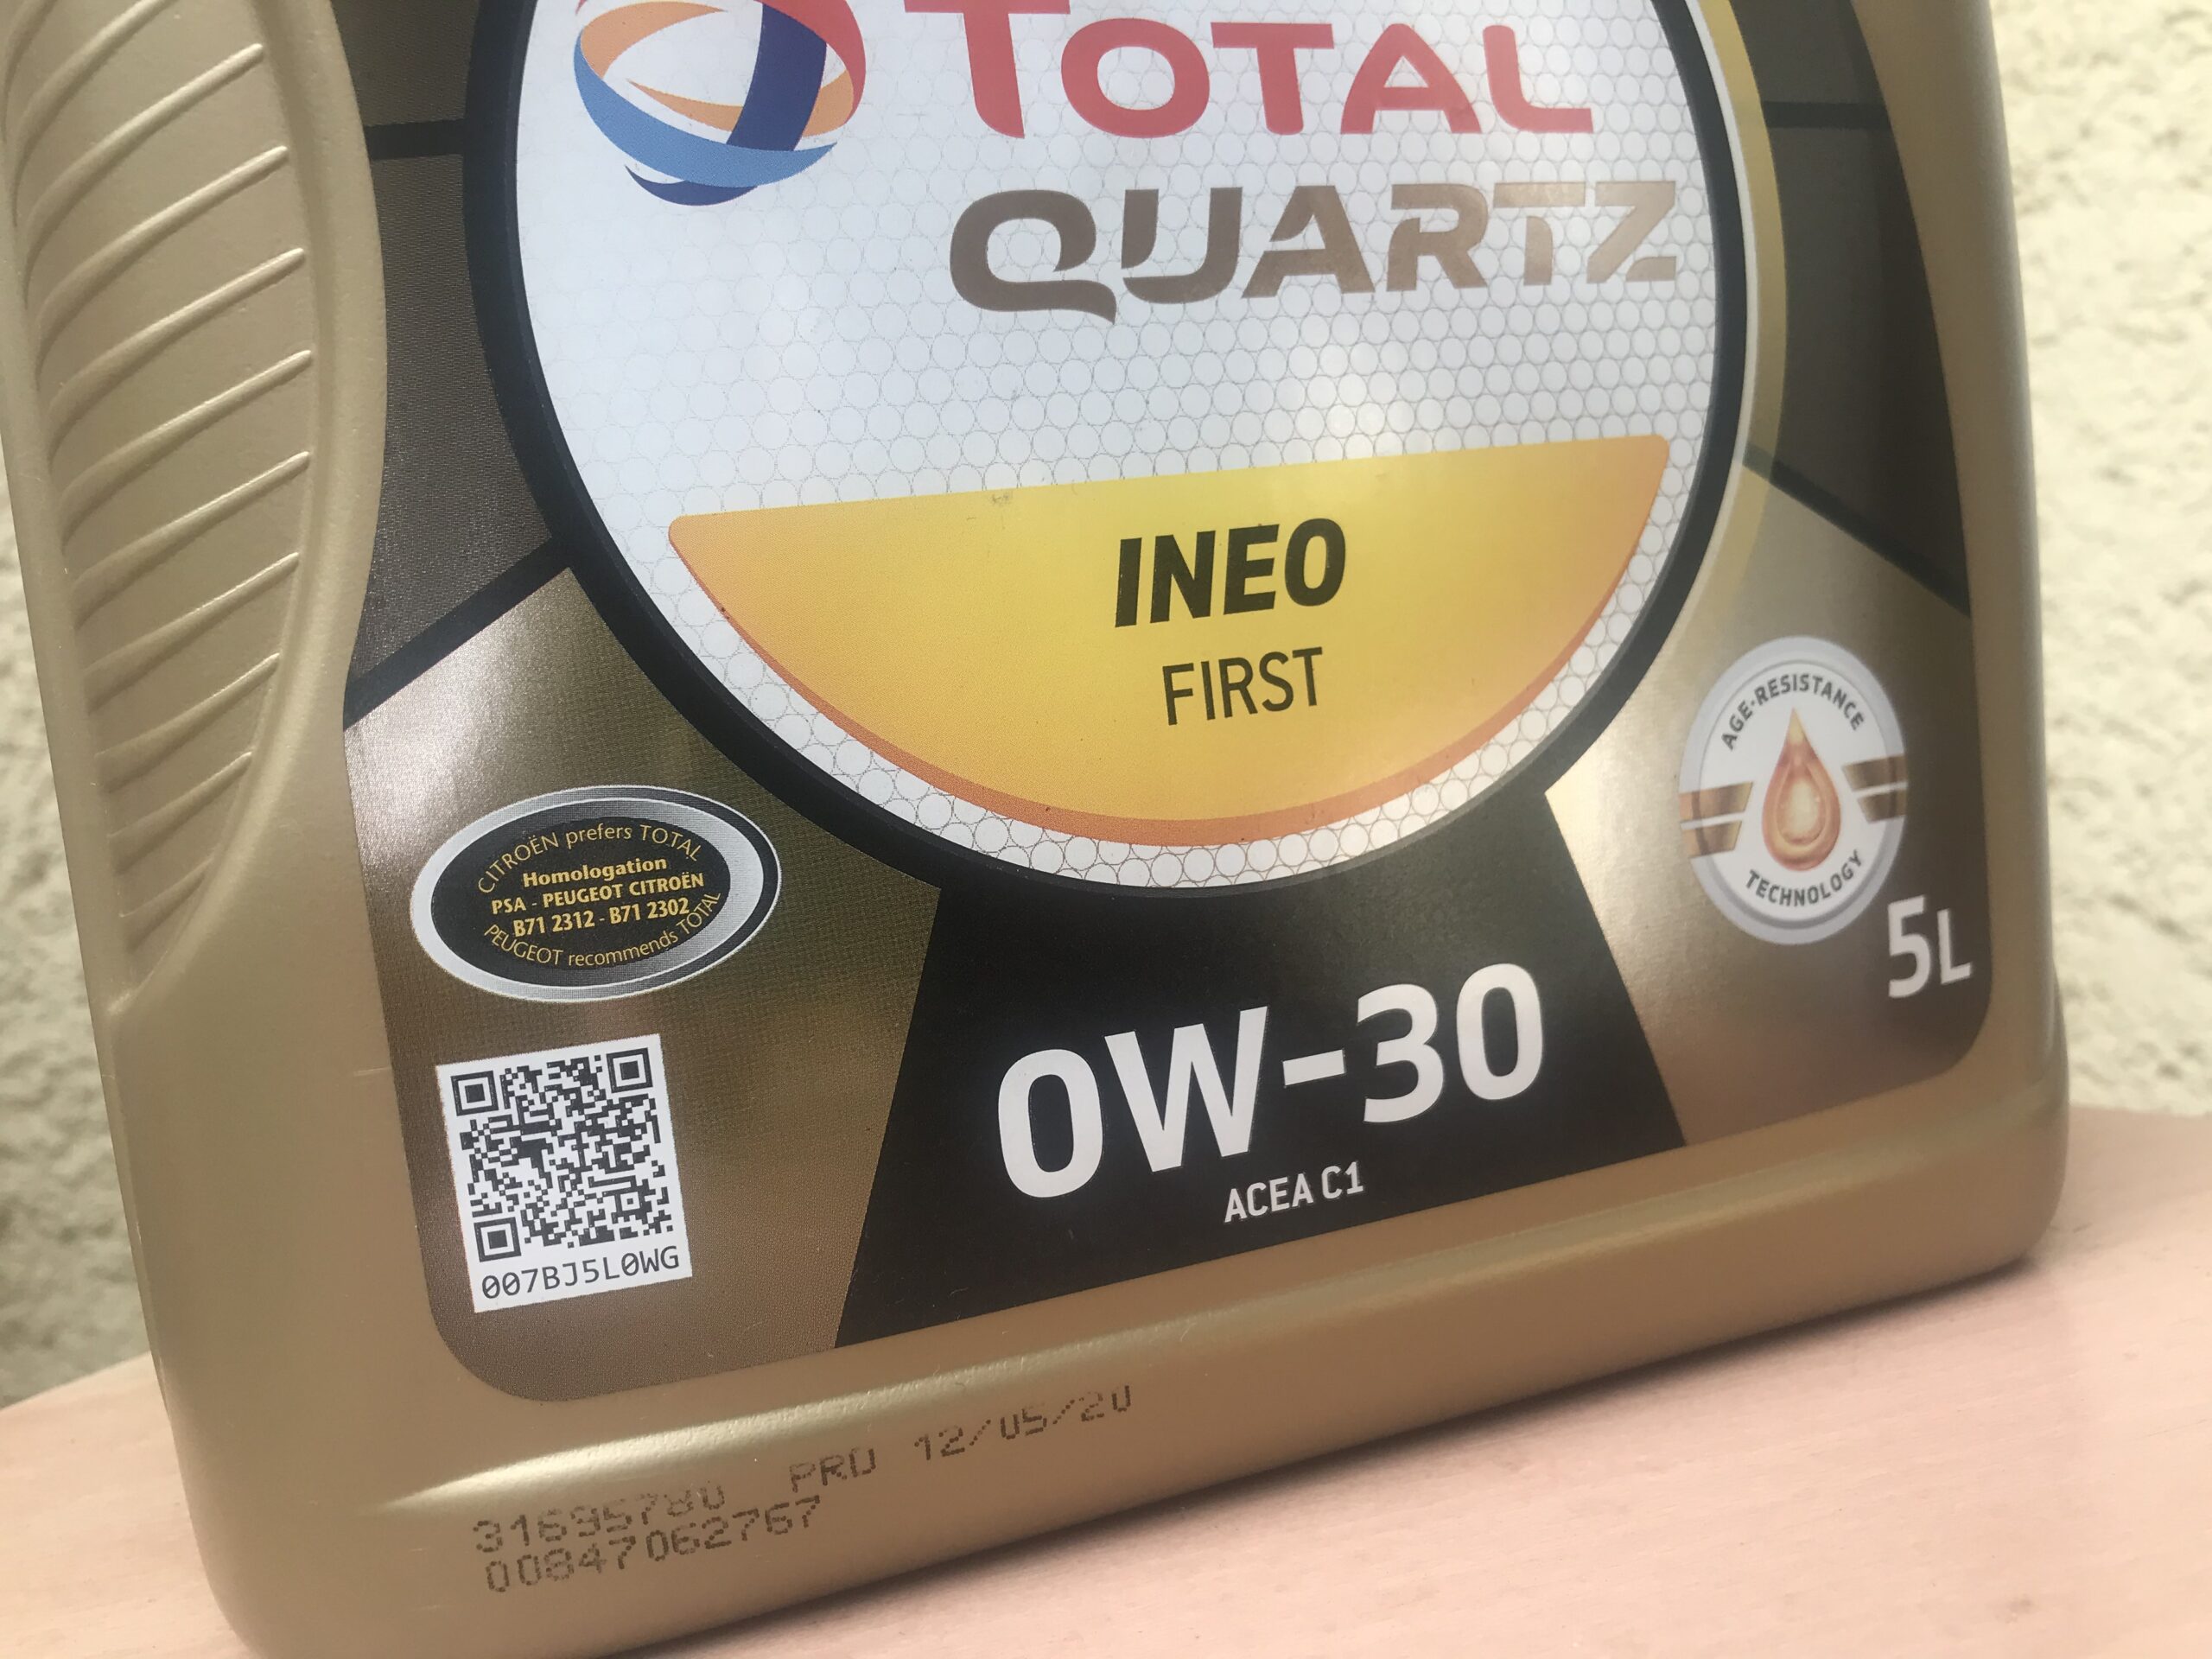 TOTAL
QUARTZ
INEO
FIRST
AGE-RESISTANCE
TECHNOLOGY
5L
CITROËN prefers TOTAL
Homologation
PSA - PEUGEOT CITROËN
B71 2312 - B71 2302
PEUGEOT recommends TOTAL
0W-30
ACEA C1
007BJ5L0WG
31695780 PRD 12/05/20
00847062767